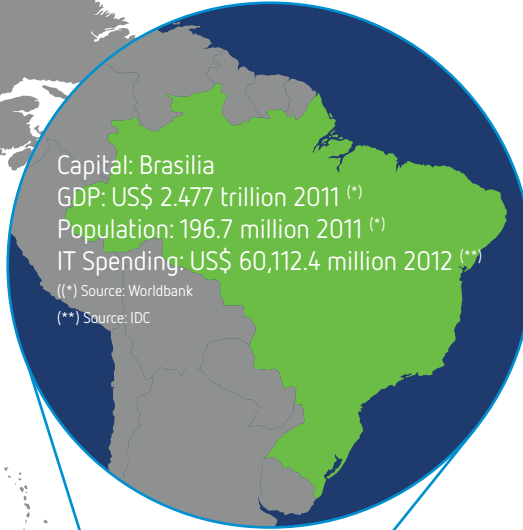 Capital: Brasilia
GDP: US$ 2.477 trillion 2011 (*)
Population: 196.7 million 2011 (*)
IT Spending: US$ 60,112.4 million 2012 (**)
((*) Source: Worldbank
(**) Source: IDC